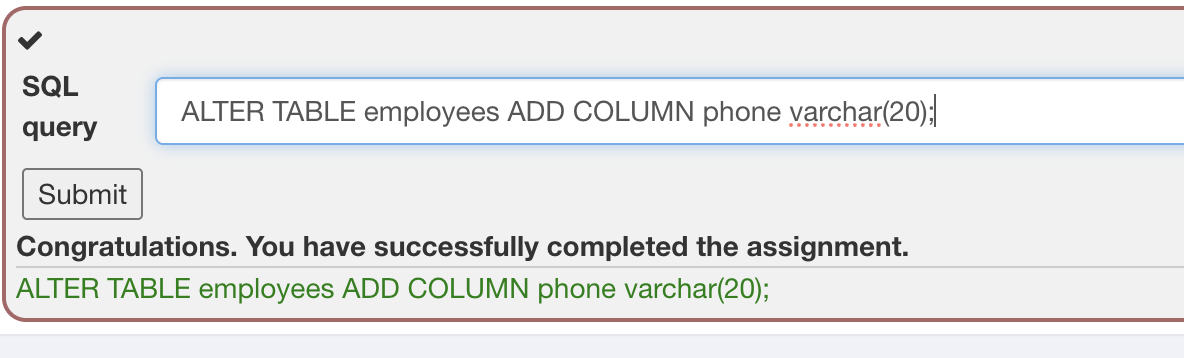 SQL
query
ALTER TABLE employees ADD COLUMN phone varchar(20);
Submit
Congratulations. You have successfully completed the assignment.
ALTER TABLE employees ADD COLUMN phone varchar(20);